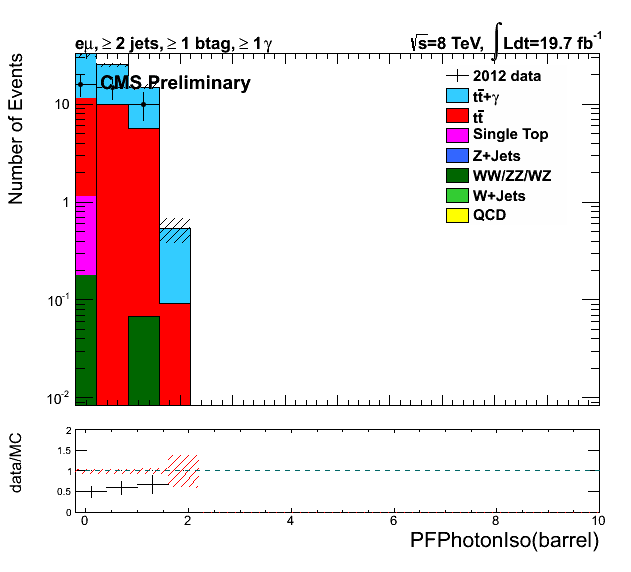 eμ, ≥ 2 jets, ≥ 1 btag, ≥ 1 γ
√s=8 TeV, ∫ Ldt=19.7 fb⁻¹
CMS Preliminary
Number of Events
10
1
10⁻¹
10⁻²
2012 data
tt̄+γ
tt̄
Single Top
Z+Jets
WW/ZZ/WZ
W+Jets
QCD
data/MC
2
1.5
1
0.5
0
0 2 4 6 8 10
PFPhotonIso(barrel)